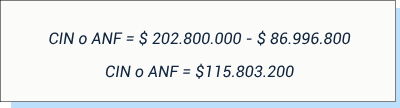 CIN o ANF = $ 202.800.000 - $ 86.996.800
CIN o ANF = $115.803.200